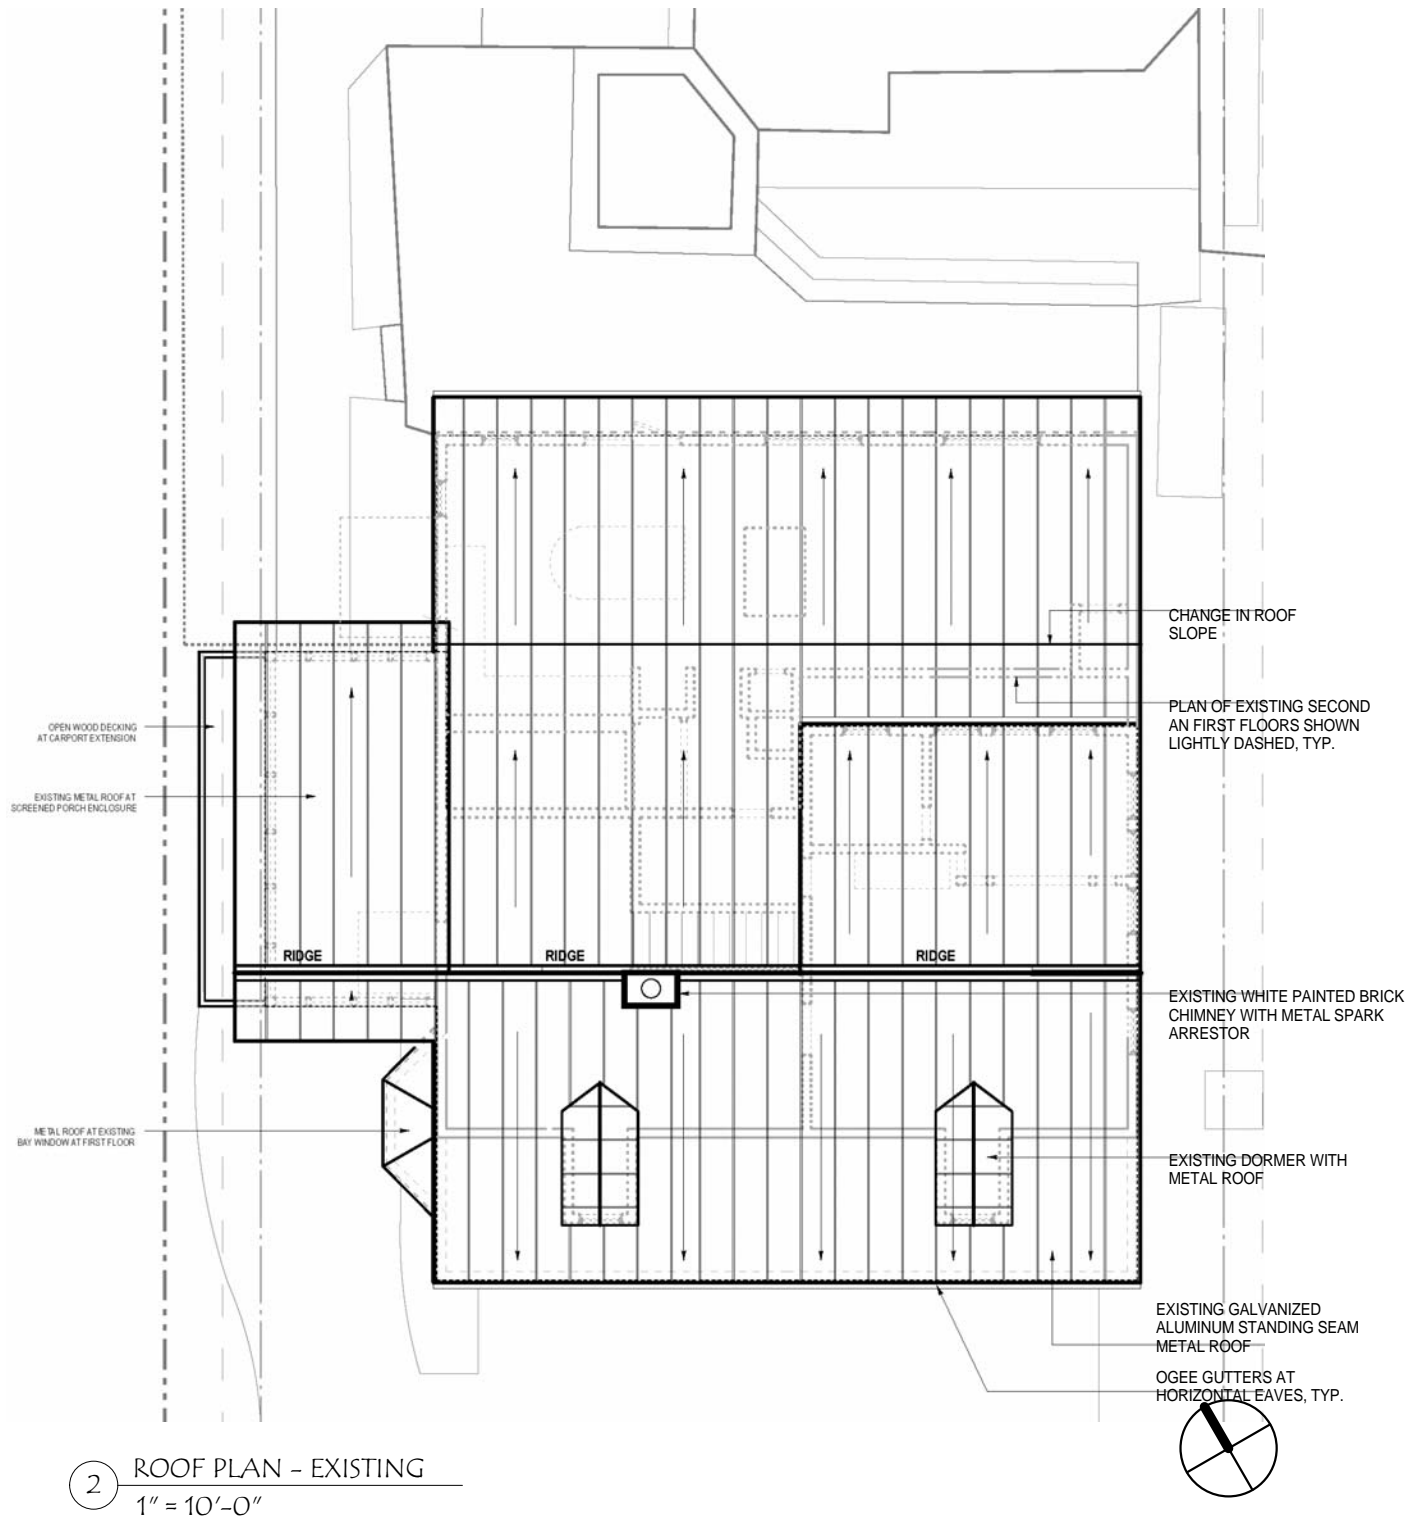 CHANGE IN ROOF
SLOPE
PLAN OF EXISTING SECOND
AN FIRST FLOORS SHOWN
LIGHTLY DASHED, TYP.
OPEN WOOD DECKING
AT CARPORT EXTENSION
EXISTING METAL ROOF AT
SCREENED PORCH ENCLOSURE
RIDGE
RIDGE
RIDGE
EXISTING WHITE PAINTED BRICK
CHIMNEY WITH METAL SPARK
ARRESTOR
METAL ROOF AT EXISTING
BAY WINDOW AT FIRST FLOOR
EXISTING DORMER WITH
METAL ROOF
EXISTING GALVANIZED
ALUMINUM STANDING SEAM
METAL ROOF
OGEE GUTTERS AT
HORIZONTAL EAVES, TYP.
2
ROOF PLAN - EXISTING
1" = 10'-0"